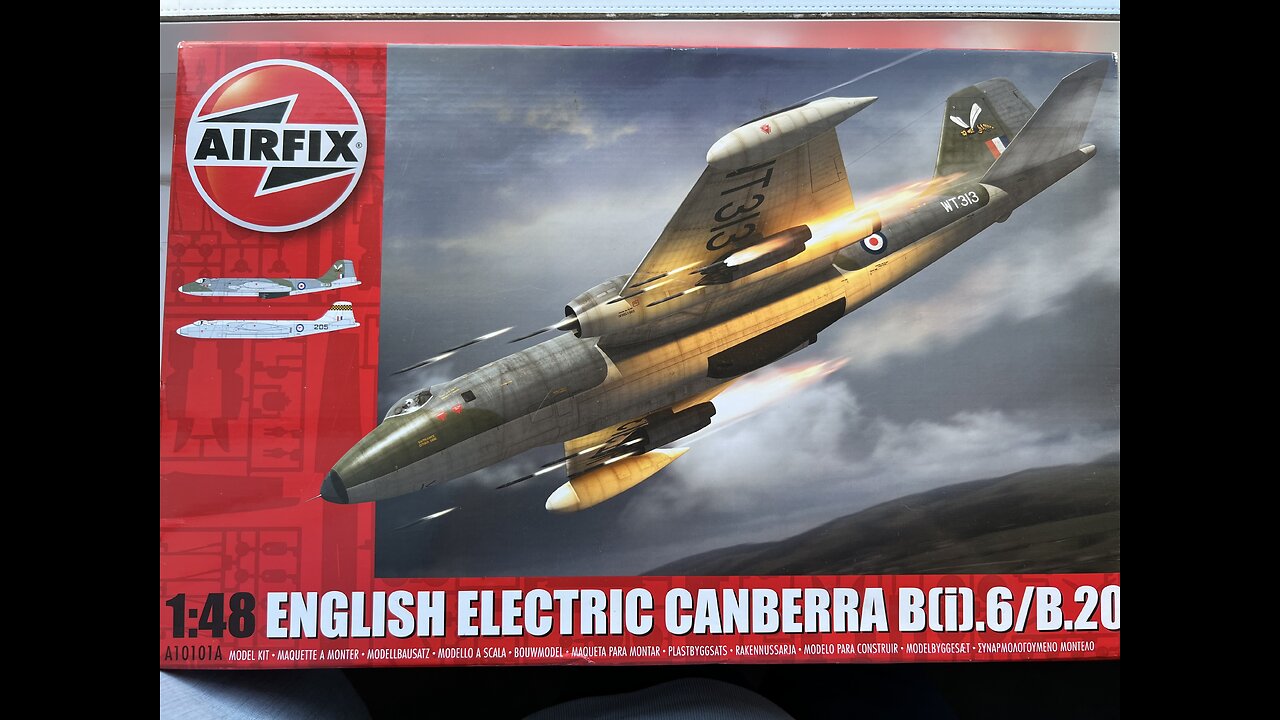 AIRFIX
WT313
205
1:48 ENGLISH ELECTRIC CANBERRA B(i).6/B.20
A10101A MODEL KIT • MAQUETTE A MONTER • MODELLBAUSATZ • MODELLO A SCALA • BOUWMODEL • MAQUETA PARA MONTAR • PLASTBYGGSATS • RAKENNUSSARJA • MODELO PARA CONSTRUIR • MODELBYGGESÆT • ΣΥΝΑΡΜΟΛΟΓΟΥΜΕΝΟ ΜΟΝΤΕΛΟ